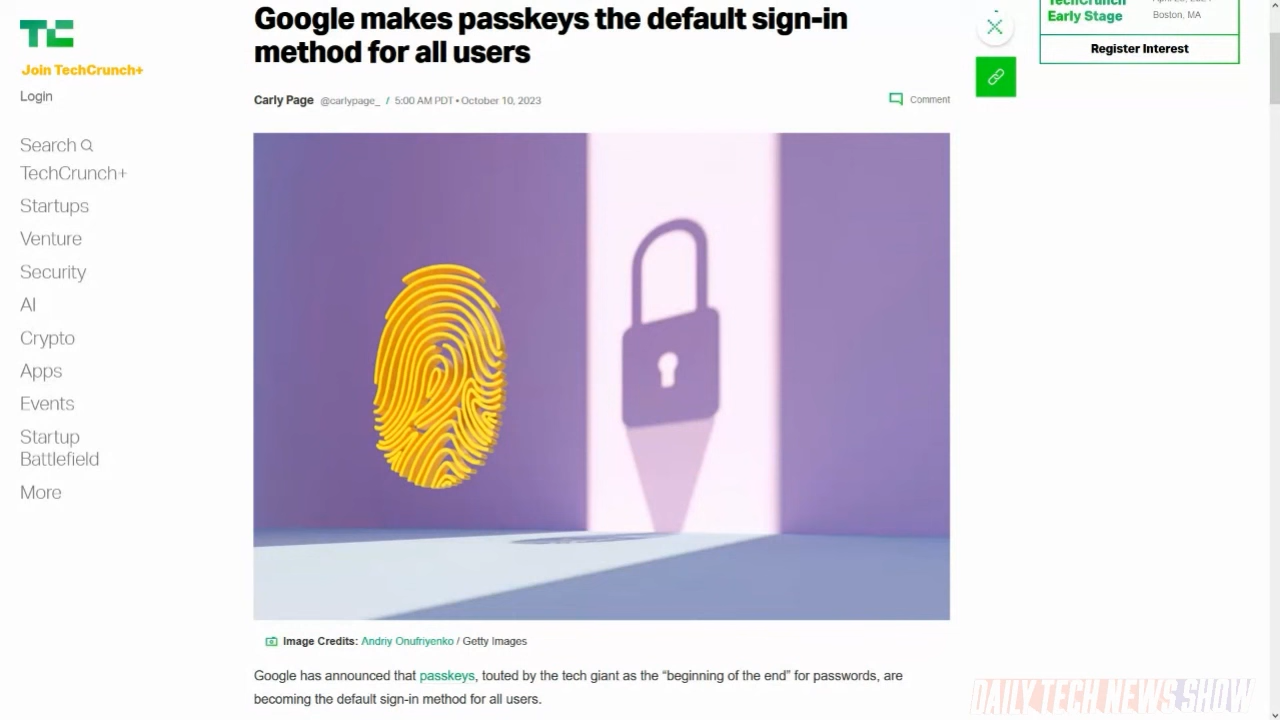 TC
Join TechCrunch+
Login
Search
TechCrunch+
Startups
Venture
Security
AI
Crypto
Apps
Events
Startup
Battlefield
More
Google makes passkeys the default sign-in
method for all users
Carly Page @carlypage_ / 5:00 AM PDT • October 10, 2023
Comment
Image Credits: Andriy Onufriyenko / Getty Images
Google has announced that passkeys, touted by the tech giant as the “beginning of the end” for passwords, are
becoming the default sign-in method for all users.
TechCrunch
Early Stage
Boston, MA
Register Interest
DAILY TECH NEWS SHOW